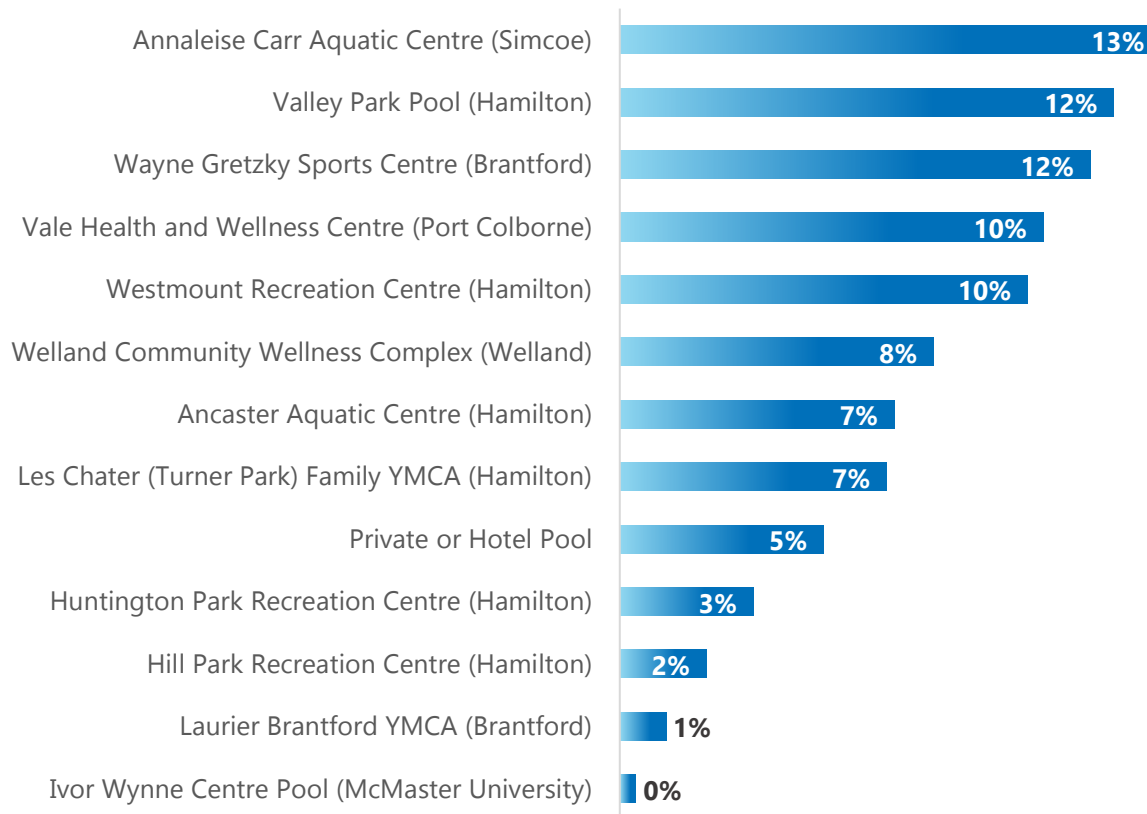 Annaleise Carr Aquatic Centre (Simcoe) 13%
Valley Park Pool (Hamilton) 12%
Wayne Gretzky Sports Centre (Brantford) 12%
Vale Health and Wellness Centre (Port Colborne) 10%
Westmount Recreation Centre (Hamilton) 10%
Welland Community Wellness Complex (Welland) 8%
Ancaster Aquatic Centre (Hamilton) 7%
Les Chater (Turner Park) Family YMCA (Hamilton) 7%
Private or Hotel Pool 5%
Huntington Park Recreation Centre (Hamilton) 3%
Hill Park Recreation Centre (Hamilton) 2%
Laurier Brantford YMCA (Brantford) 1%
Ivor Wynne Centre Pool (McMaster University) 0%